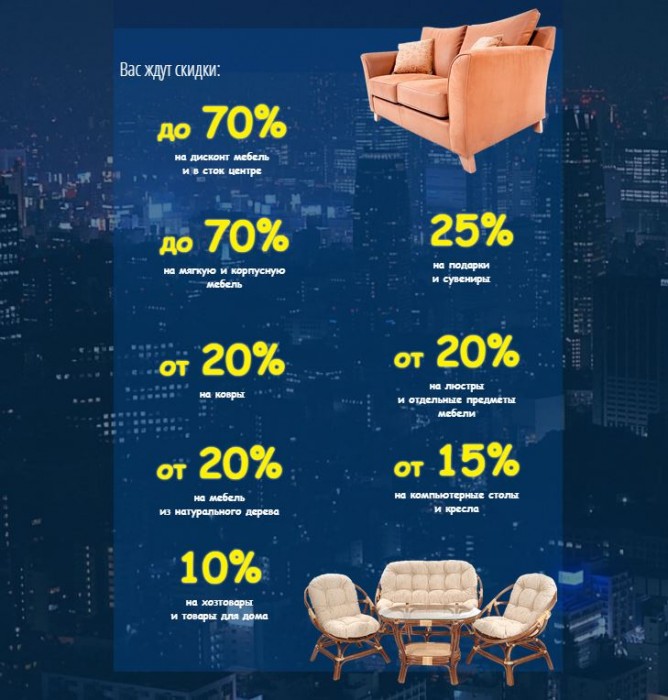 Вас ждут скидки:
до 70%
на дисконт мебель
и в сток центре
до 70%
на мягкую и корпусную
мебель
25%
на подарки
и сувениры
от 20%
на ковры
от 20%
на люстры
и отдельные предметы
мебели
от 20%
на мебель
из натурального дерева
от 15%
на компьютерные столы
и кресла
10%
на хозтовары
и товары для дома